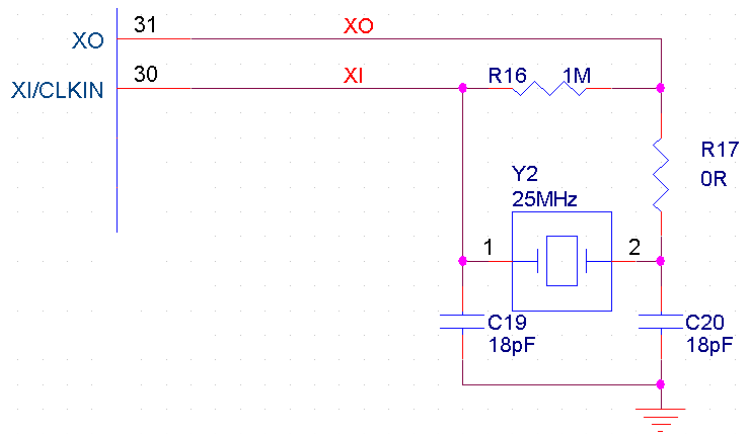 31
XO
XO
30
XI/CLKIN
XI
R16 1M
R17
0R
Y2
25MHz
1
2
C19
18pF
C20
18pF